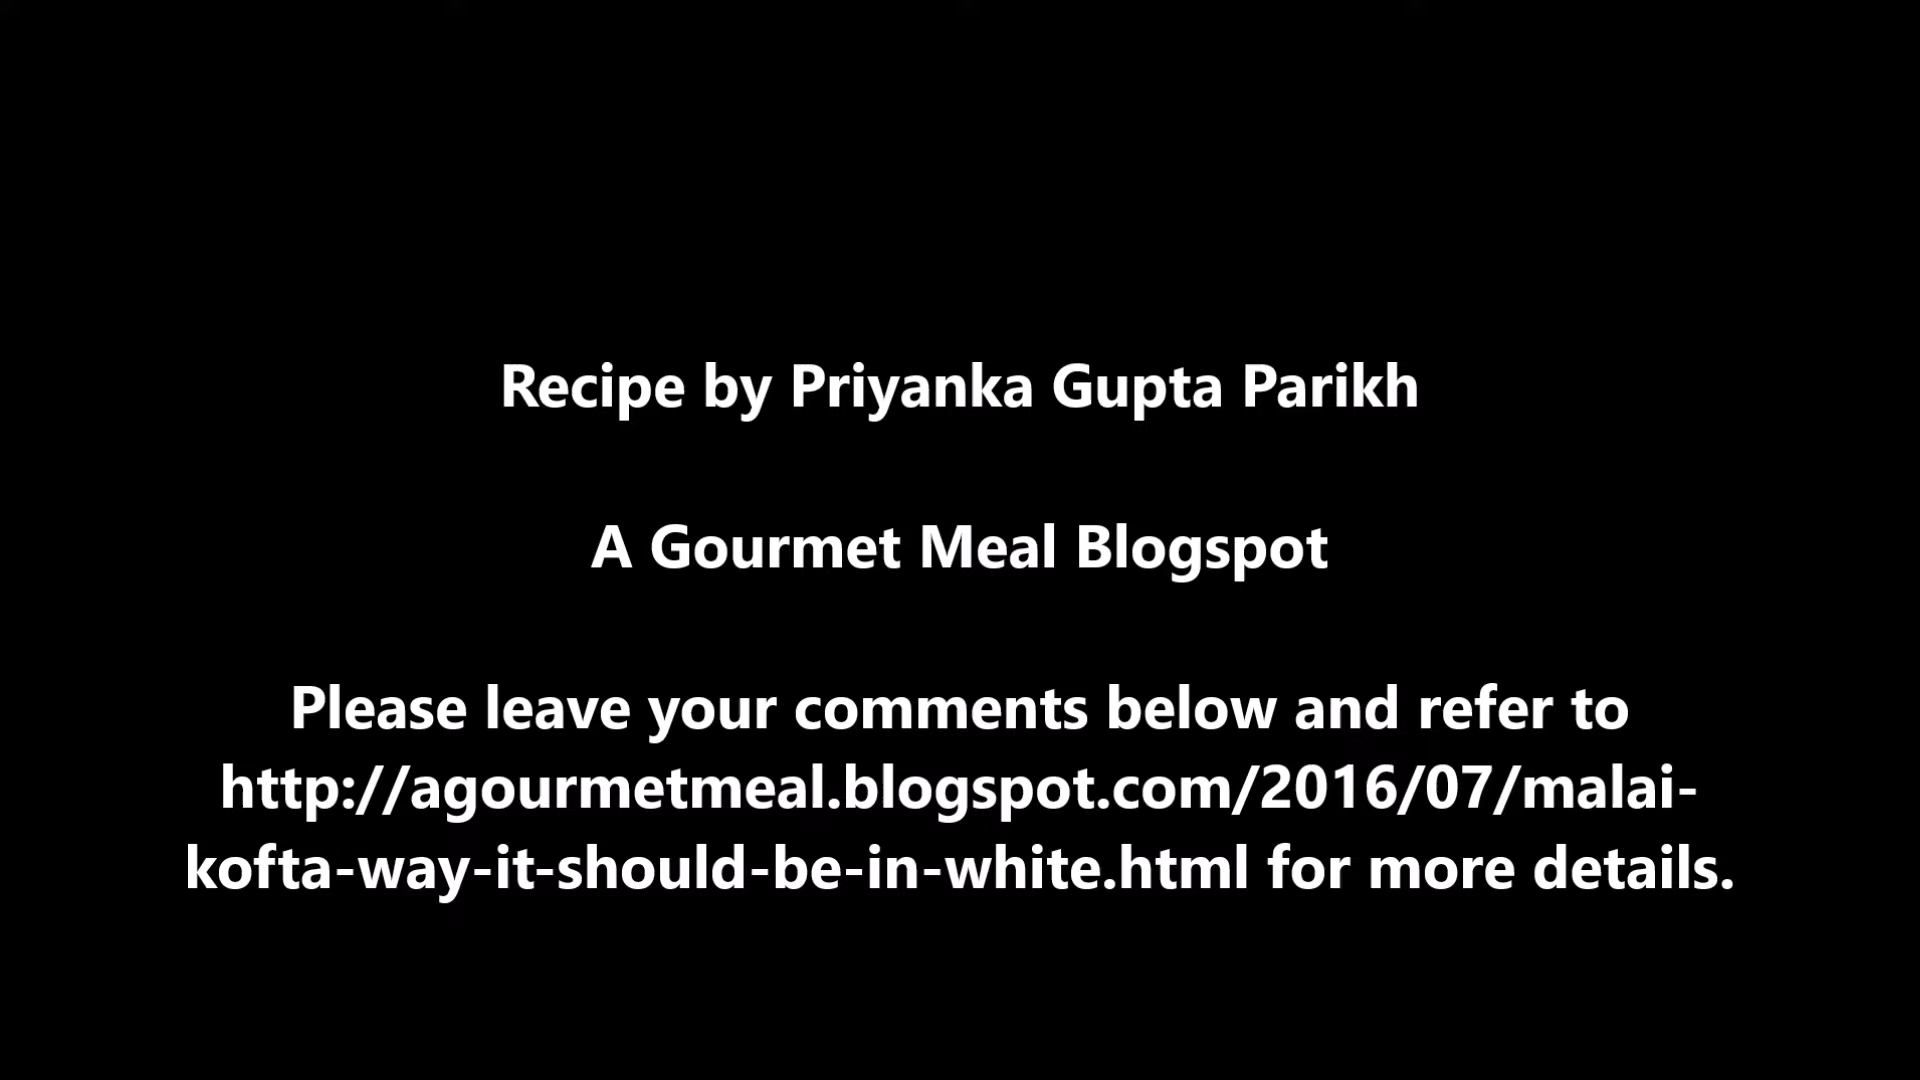 Recipe by Priyanka Gupta Parikh
A Gourmet Meal Blogspot
Please leave your comments below and refer to
http://agourmetmeal.blogspot.com/2016/07/malai-
kofta-way-it-should-be-in-white.html for more details.